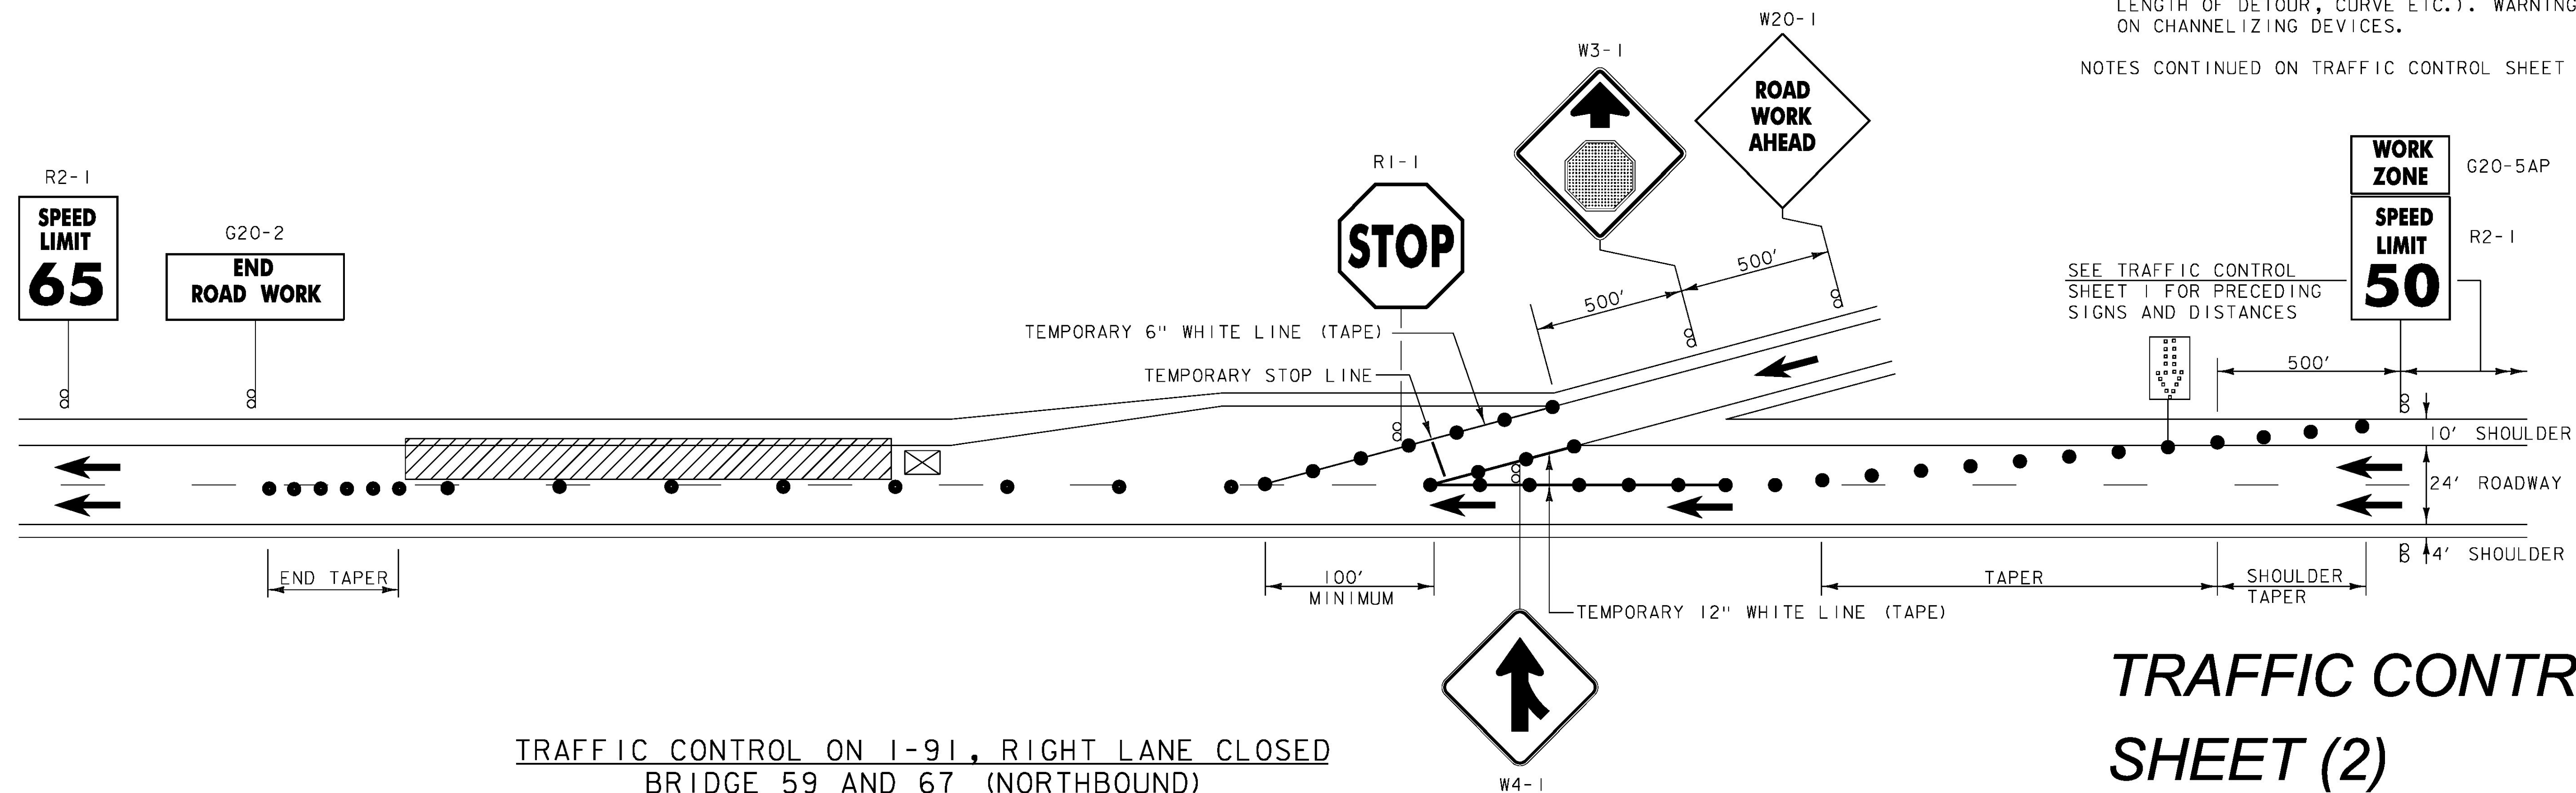 LENGTH OF DETOUR, CURVE ETC.). WARNING
ON CHANNELIZING DEVICES.
NOTES CONTINUED ON TRAFFIC CONTROL SHEET
W20-1
ROAD
WORK
AHEAD
W3-1
R1-1
STOP
WORK
ZONE
G20-5AP
SPEED
LIMIT
50
R2-1
R2-1
SPEED
LIMIT
65
G20-2
END
ROAD WORK
500'
500'
SEE TRAFFIC CONTROL
SHEET 1 FOR PRECEDING
SIGNS AND DISTANCES
500'
TEMPORARY 6" WHITE LINE (TAPE)
TEMPORARY STOP LINE
10' SHOULDER
24' ROADWAY
4' SHOULDER
END TAPER
100'
MINIMUM
TAPER
SHOULDER
TAPER
TEMPORARY 12" WHITE LINE (TAPE)
W4-1
TRAFFIC CONTROL ON I-91, RIGHT LANE CLOSED
BRIDGE 59 AND 67 (NORTHBOUND)
TRAFFIC CONTR
SHEET (2)